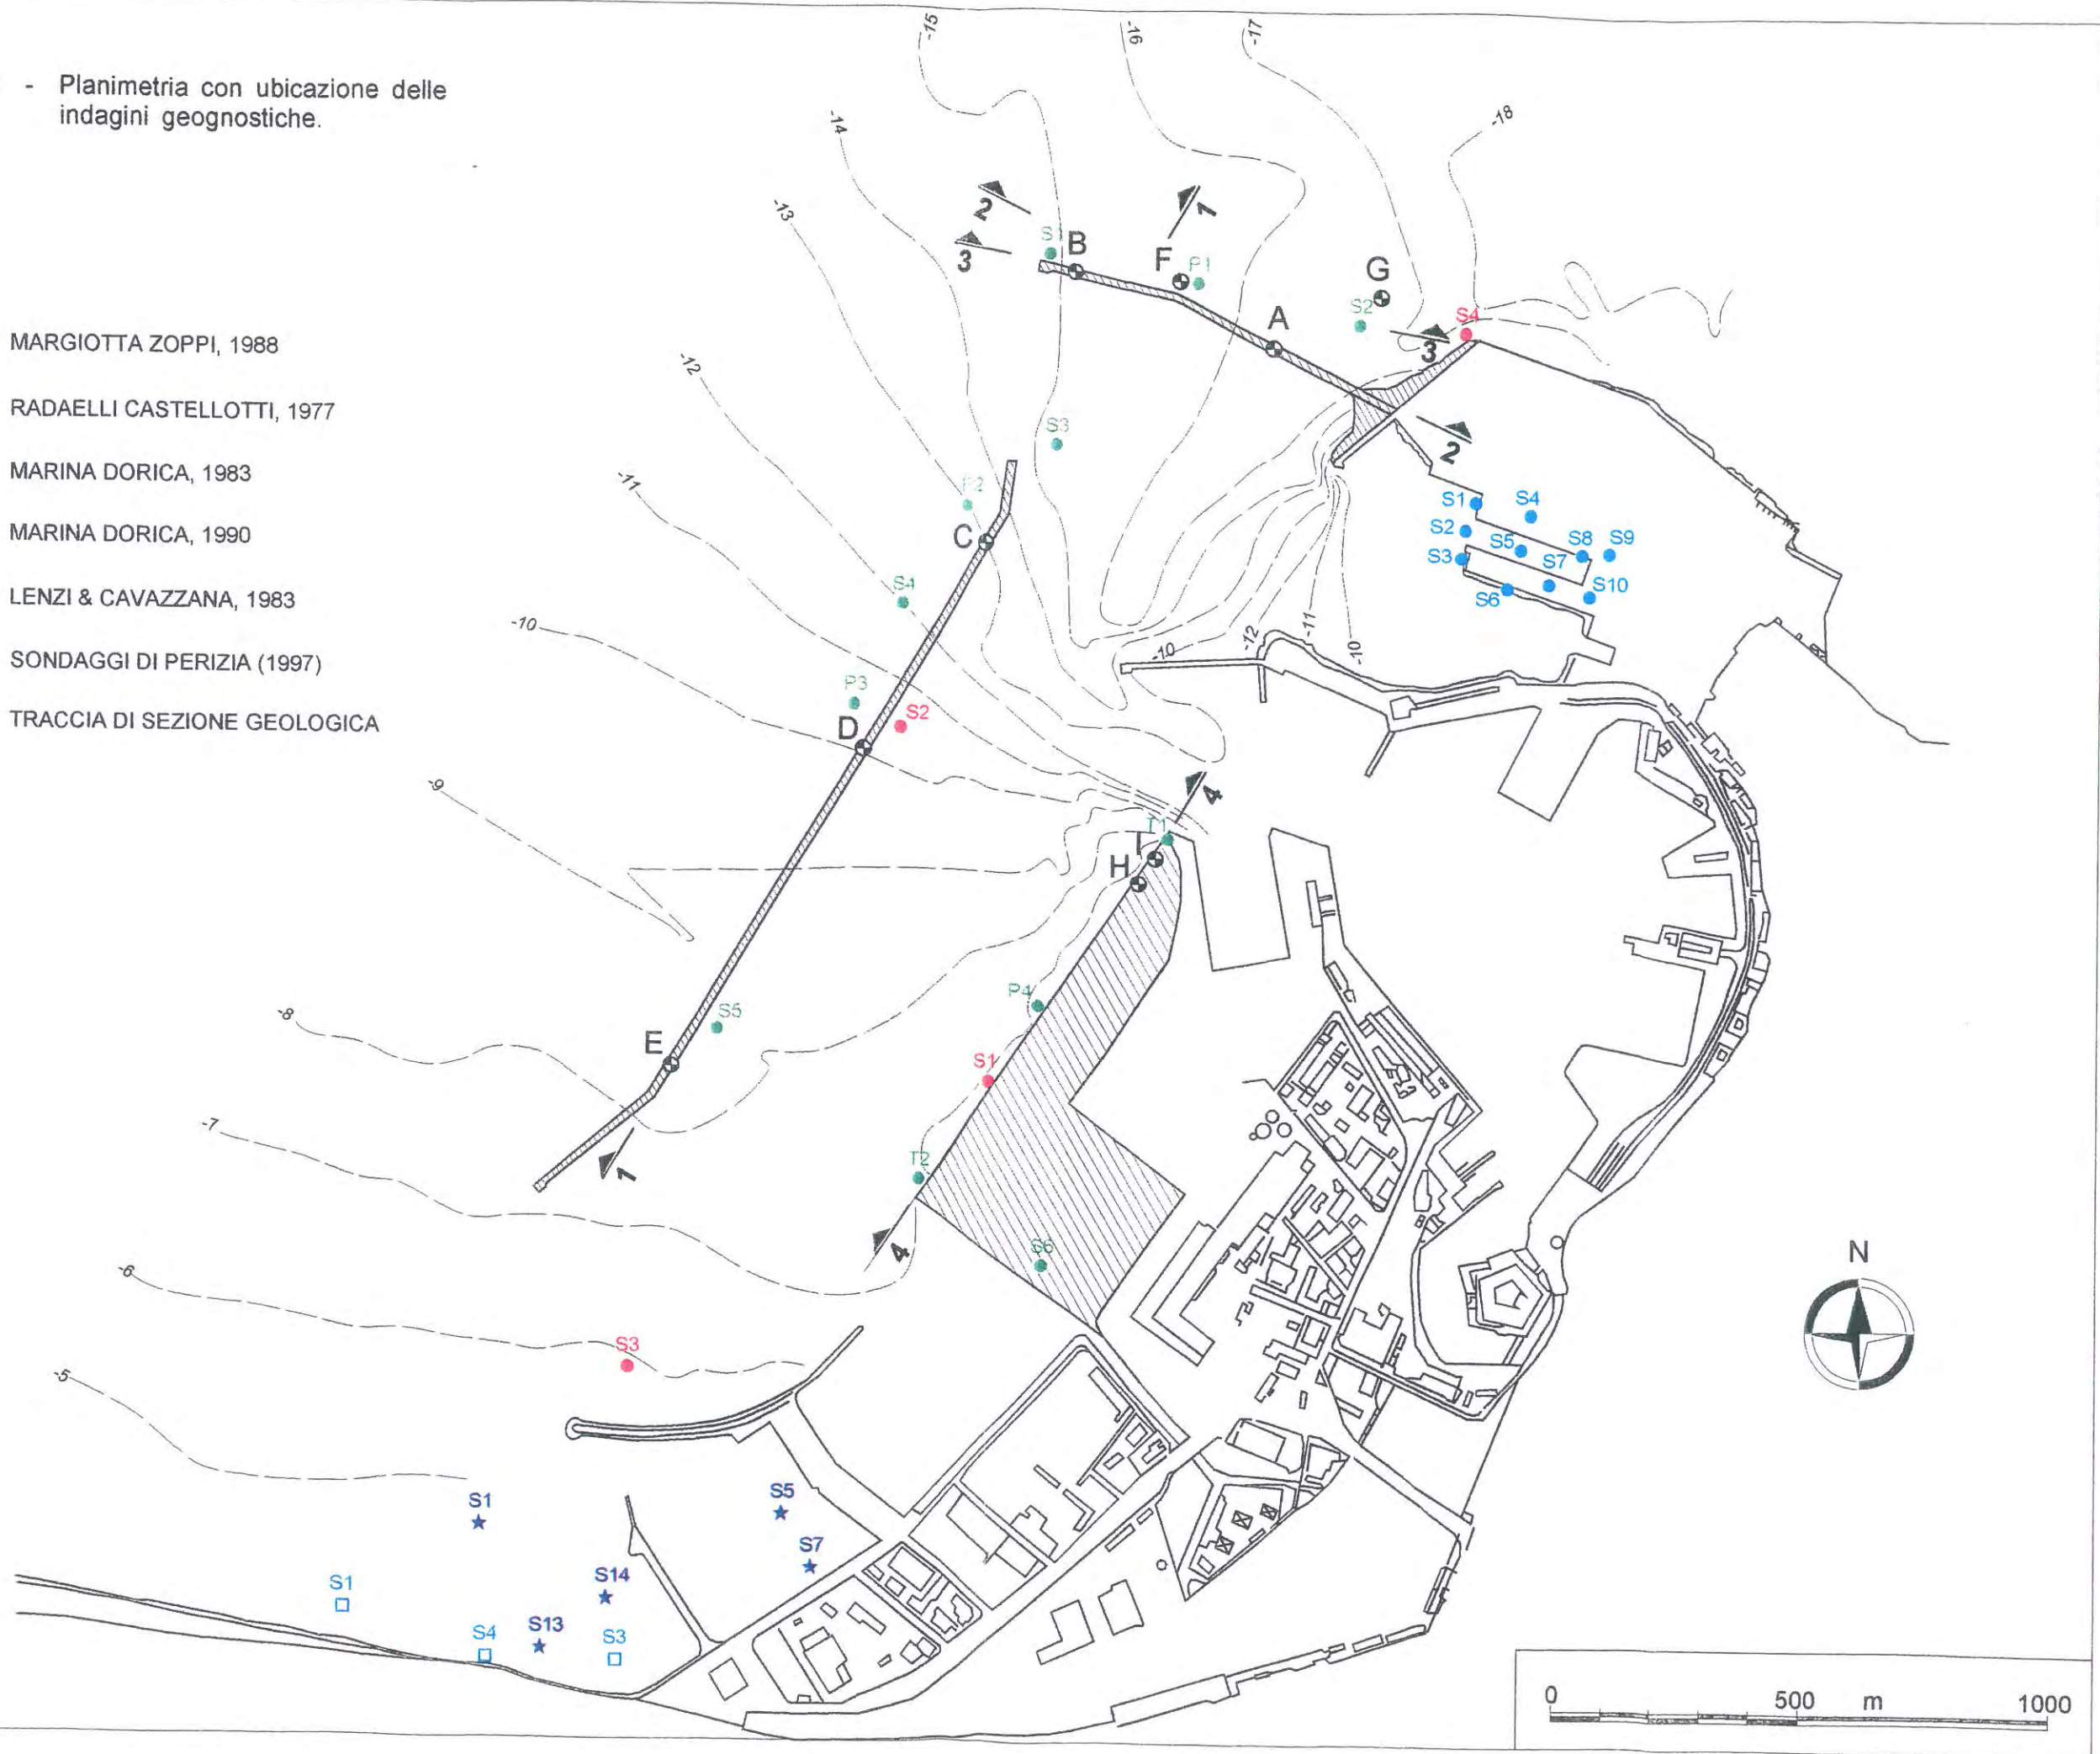 - Planimetria con ubicazione delle
indagini geognostiche.
MARGIOTTA ZOPPI, 1988
RADAELLI CASTELLOTTI, 1977
MARINA DORICA, 1983
MARINA DORICA, 1990
LENZI & CAVAZZANA, 1983
SONDAGGI DI PERIZIA (1997)
TRACCIA DI SEZIONE GEOLOGICA
-15
-16
-17
-18
-14
-13
-12
-11
-10
-9
-8
-7
-6
-5
2
3
1
S
B
F
P1
G
S2
S4
A
3
2
S3
P2
C
S4
P3
D
S2
S1
S4
S2
S5
S8
S9
S3
S7
S6
S10
-10
-12
-11
-10
4
T1
I
H
P4
S5
E
S1
1
T2
4
S6
S3
N
S1
S5
S7
S14
S1
S13
S4
S3
0
500
m
1000